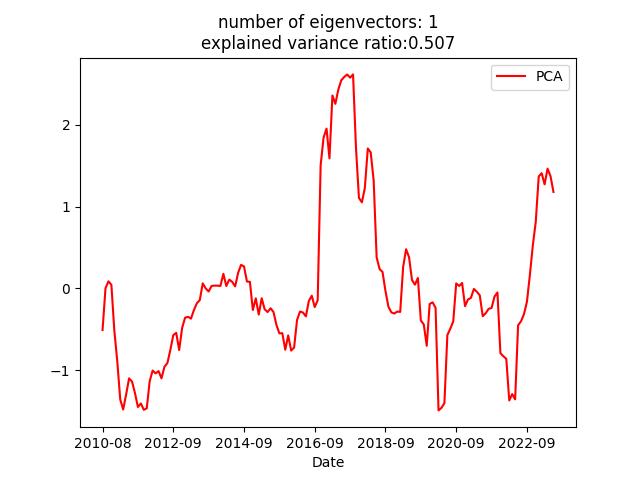 number of eigenvectors: 1
explained variance ratio:0.507
PCA
2
1
0
−1
2010-08 2012-09 2014-09 2016-09 2018-09 2020-09 2022-09
Date